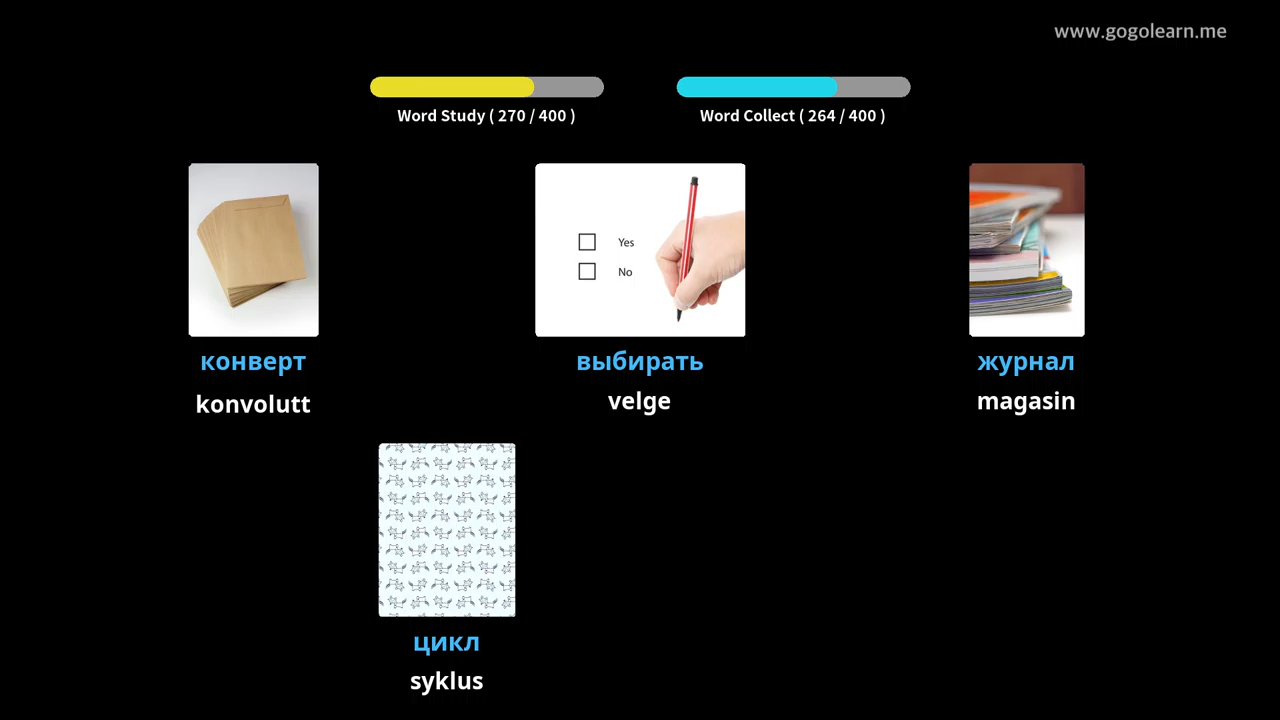 www.gogolearn.me
Word Study ( 270 / 400 )
Word Collect ( 264 / 400 )
Yes
No
конверт
выбирать
журнал
konvolutt
velge
magasin
цикл
syklus